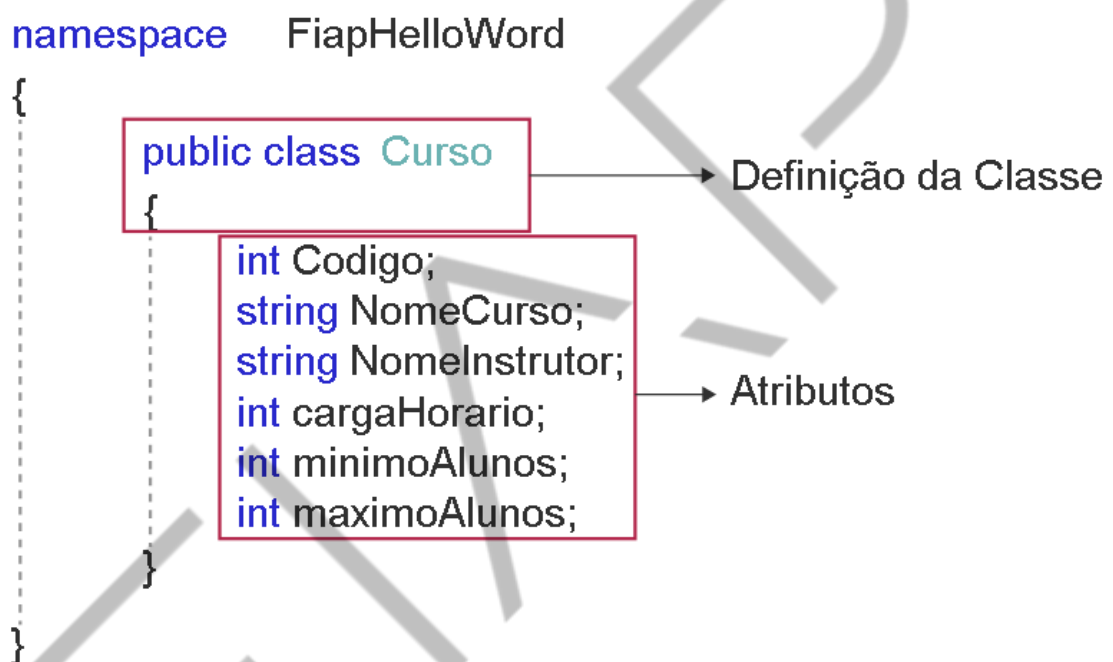 namespace FiapHelloWord
{
public class Curso
{
Definição da Classe
int Codigo;
string NomeCurso;
string NomeInstrutor;
int cargaHorario;
int minimoAlunos;
int maximoAlunos;
Atributos
}
}